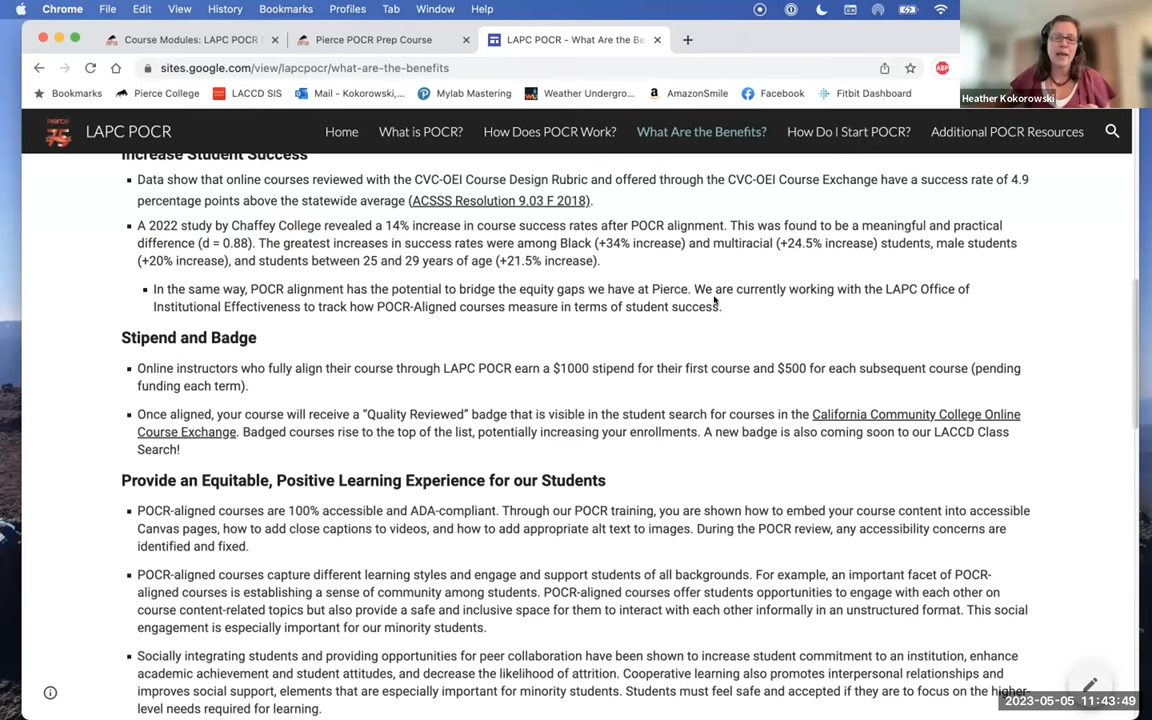 Chrome File Edit View History Bookmarks Profiles Tab Window Help
Course Modules: LAPC POCR
Pierce POCR Prep Course
LAPC POCR - What Are the Be
sites.google.com/view/lapcpocr/what-are-the-benefits
ABP
Bookmarks Pierce College LACCD SIS Mail - Kokorowski,... Mylab Mastering Weather Undergro... AmazonSmile Facebook Fitbit Dashboard
Heather Kokorowski
LAPC POCR Home What is POCR? How Does POCR Work? What Are the Benefits? How Do I Start POCR? Additional POCR Resources
Increase Student Success
Data show that online courses reviewed with the CVC-OEI Course Design Rubric and offered through the CVC-OEI Course Exchange have a success rate of 4.9
percentage points above the statewide average (ACSSS Resolution 9.03 F 2018).
A 2022 study by Chaffey College revealed a 14% increase in course success rates after POCR alignment. This was found to be a meaningful and practical
difference (d = 0.88). The greatest increases in success rates were among Black (+34% increase) and multiracial (+24.5% increase) students, male students
(+20% increase), and students between 25 and 29 years of age (+21.5% increase).
In the same way, POCR alignment has the potential to bridge the equity gaps we have at Pierce. We are currently working with the LAPC Office of
Institutional Effectiveness to track how POCR-Aligned courses measure in terms of student success.
Stipend and Badge
Online instructors who fully align their course through LAPC POCR earn a $1000 stipend for their first course and $500 for each subsequent course (pending
funding each term).
Once aligned, your course will receive a “Quality Reviewed” badge that is visible in the student search for courses in the California Community College Online
Course Exchange. Badged courses rise to the top of the list, potentially increasing your enrollments. A new badge is also coming soon to our LACCD Class
Search!
Provide an Equitable, Positive Learning Experience for our Students
POCR-aligned courses are 100% accessible and ADA-compliant. Through our POCR training, you are shown how to embed your course content into accessible
Canvas pages, how to add close captions to videos, and how to add appropriate alt text to images. During the POCR review, any accessibility concerns are
identified and fixed.
POCR-aligned courses capture different learning styles and engage and support students of all backgrounds. For example, an important facet of POCR-
aligned courses is establishing a sense of community among students. POCR-aligned courses offer students opportunities to engage with each other on
course content-related topics but also provide a safe and inclusive space for them to interact with each other informally in an unstructured format. This social
engagement is especially important for our minority students.
Socially integrating students and providing opportunities for peer collaboration have been shown to increase student commitment to an institution, enhance
academic achievement and student attitudes, and decrease the likelihood of attrition. Cooperative learning also promotes interpersonal relationships and
improves social support, elements that are especially important for minority students. Students must feel safe and accepted if they are to focus on the higher-
level needs required for learning.
2023-05-05 11:43:49